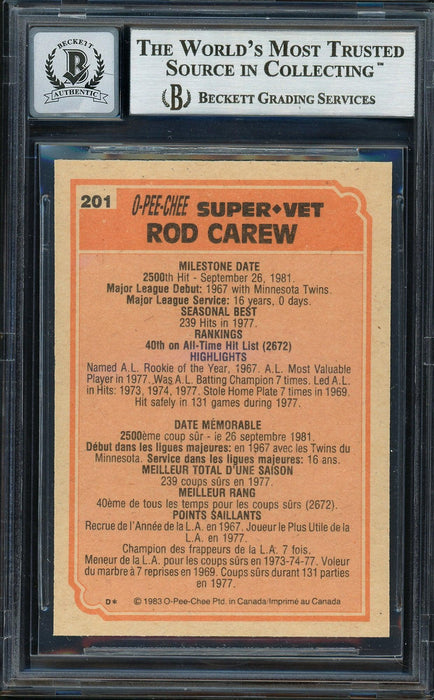 BECKETT
B
AUTHENTIC
THE WORLD'S MOST TRUSTED
SOURCE IN COLLECTING™
B BECKETT GRADING SERVICES
201 O-PEE-CHEE SUPER♦VET
ROD CAREW
MILESTONE DATE
2500th Hit - September 26, 1981.
Major League Debut: 1967 with Minnesota Twins.
Major League Service: 16 years, 0 days.
SEASONAL BEST
239 Hits in 1977.
RANKINGS
40th on All-Time Hit List (2672)
HIGHLIGHTS
Named A.L. Rookie of the Year, 1967. A.L. Most Valuable
Player in 1977. Was A.L. Batting Champion 7 times. Led A.L.
in Hits: 1973, 1974, 1977. Stole Home Plate 7 times in 1969.
Hit safely in 131 games during 1977.
DATE MÉMORABLE
2500ème coup sûr - le 26 septembre 1981.
Début dans les ligues majeures: en 1967 avec les Twins du
Minnesota. Service dans les ligues majeures: 16 ans.
MEILLEUR TOTAL D'UNE SAISON
239 coups sûrs en 1977.
MEILLEUR RANG
40ème de tous les temps pour les coups sûrs (2672).
POINTS SAILLANTS
Recrue de l'Année de la L.A. en 1967. Joueur le Plus Utile de la
L.A. en 1977.
Champion des frappeurs de la L.A. 7 fois.
Meneur de la L.A. pour les coups sûrs en 1973-74-77. Voleur
du marbre à 7 reprises en 1969. Coups sûrs durant 131 parties
en 1977.
D* © 1983 O-Pee-Chee Ptd. in Canada/Imprimé au Canada